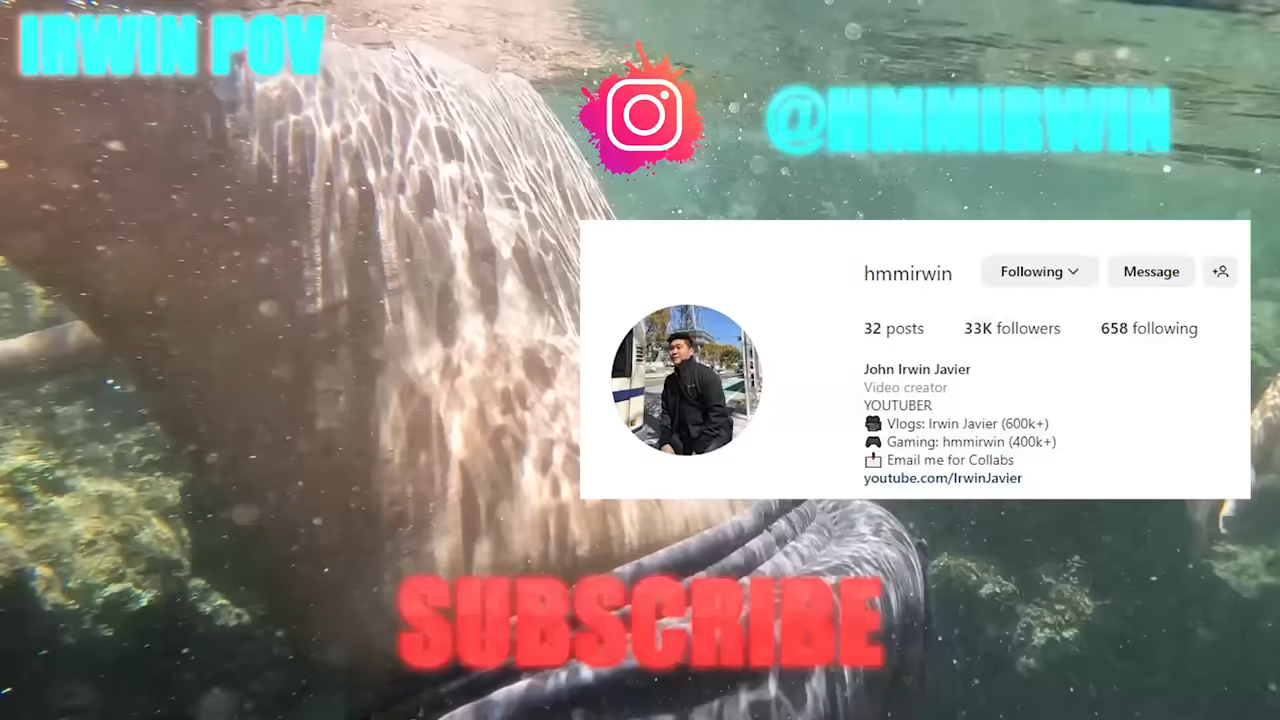 IRWIN POV
@HMMIRWIN
hmmirwin Following Message
32 posts 33K followers 658 following
John Irwin Javier
Video creator
YOUTUBER
Vlogs: Irwin Javier (600k+)
Gaming: hmmirwin (400k+)
Email me for Collabs
youtube.com/IrwinJavier
SUBSCRIBE